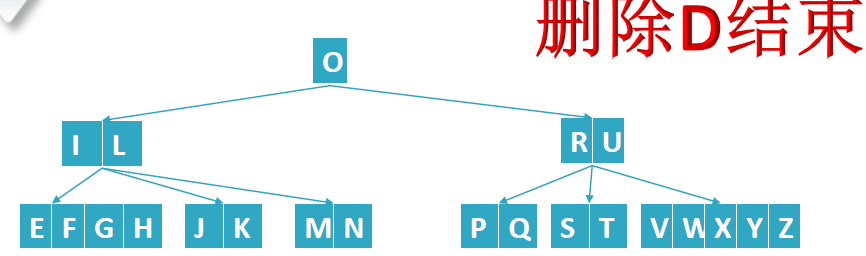 删除D结束
O
I L
R U
E F G H
J K
M N
P Q
S T
V W X Y Z